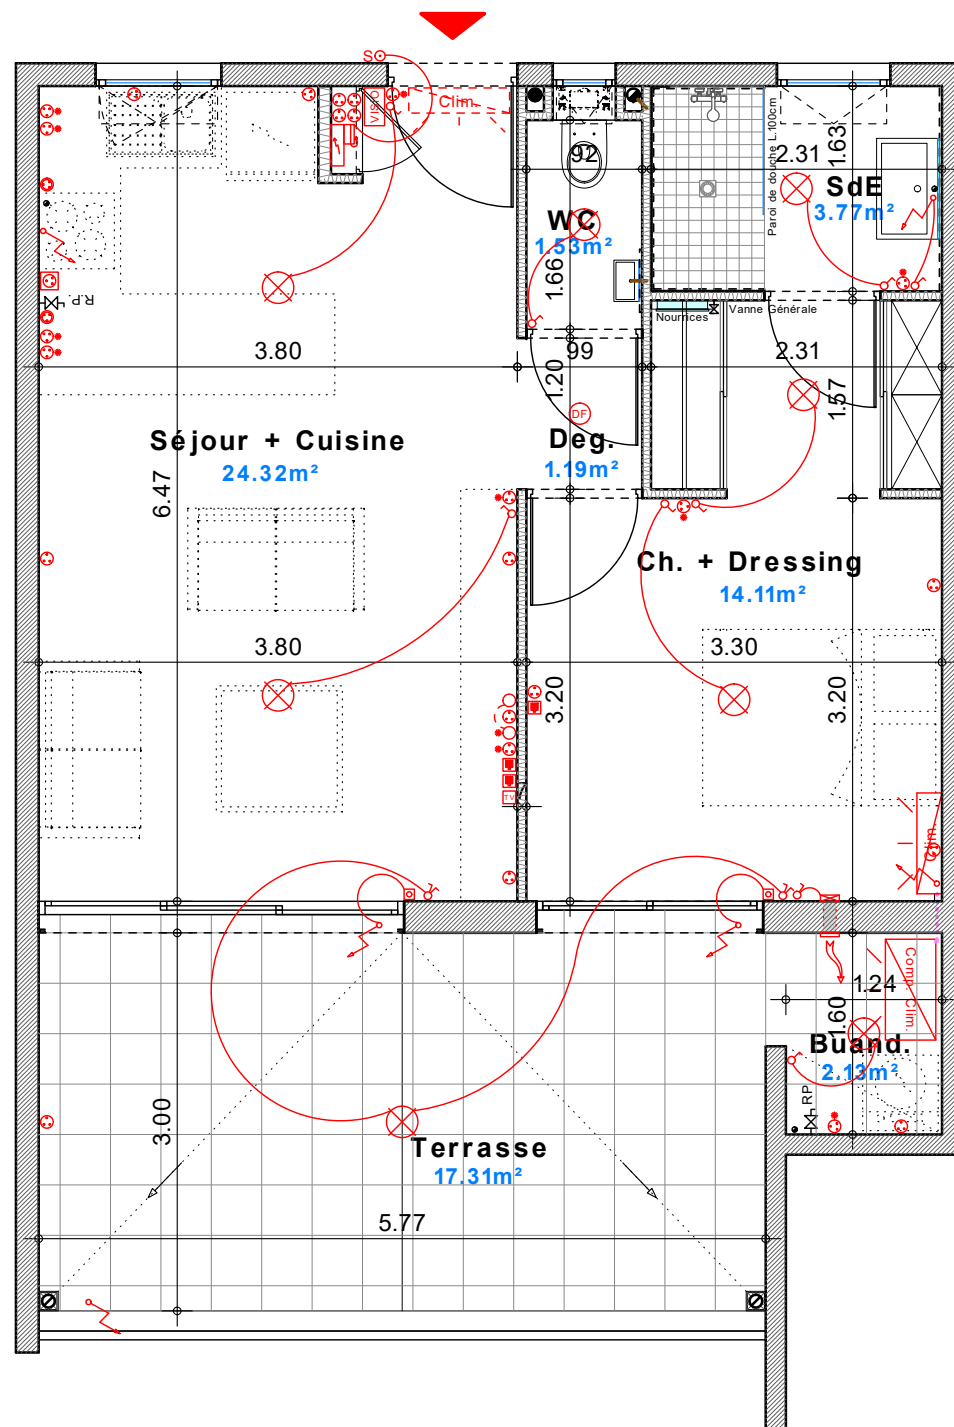 S
VISIO
Clim.
92
WC
1.53m²
1.66
Paroi de douche L.100cm
2.31
1.63
SdE
3.77m²
R.P.
Nourrices
Vanne Générale
3.80
99
2.31
1.20
1.57
DF
Séjour + Cuisine
24.32m²
Deg.
1.19m²
6.47
Ch. + Dressing
14.11m²
3.80
3.30
3.20
3.20
TV
7
Clim.
Comp. Clim.
1.24
1.60
Buand.
2.13m²
RP
3.00
Terrasse
17.31m²
5.77